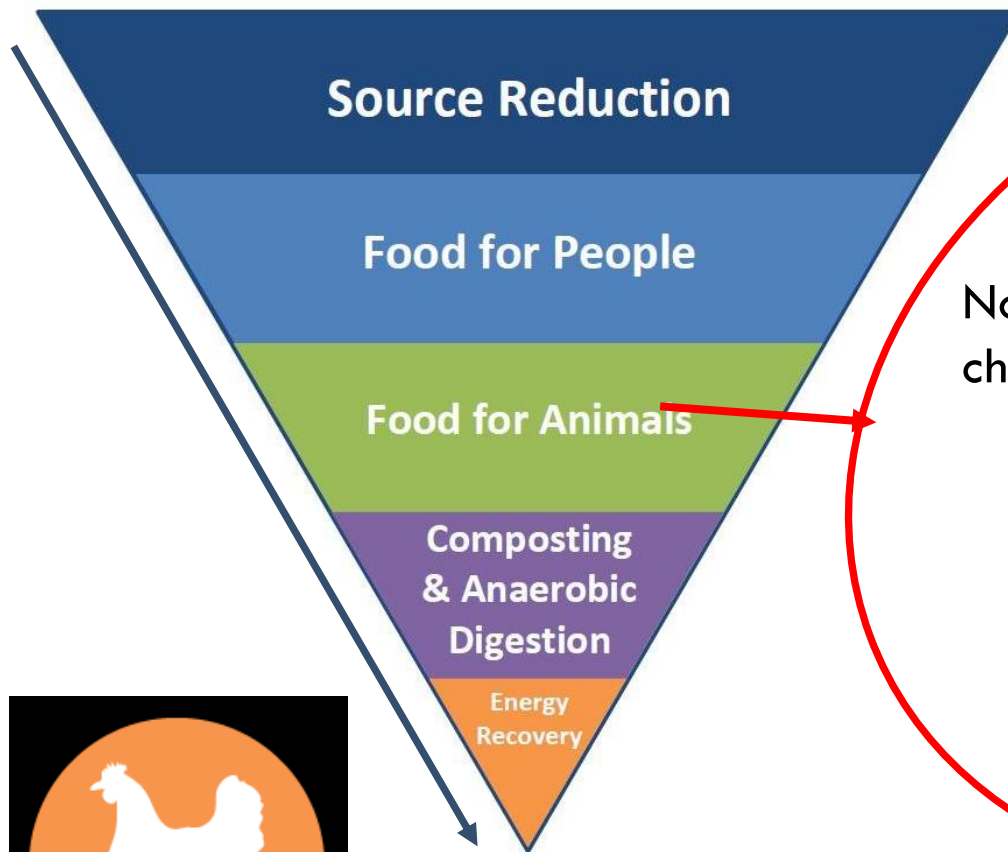 Source Reduction
Food for People
Food for Animals
Composting
& Anaerobic
Digestion
Energy
Recovery